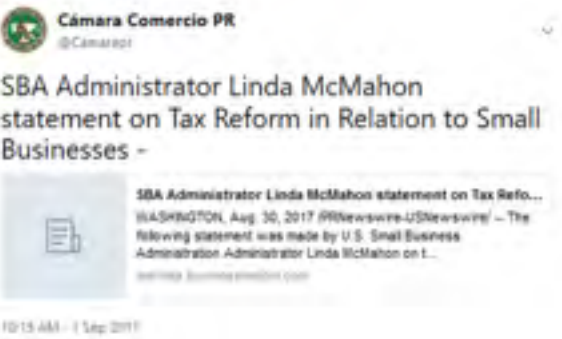 Cámara Comercio PR
@Camarapr
SBA Administrator Linda McMahon
statement on Tax Reform in Relation to Small
Businesses -
SBA Administrator Linda McMahon statement on Tax Refo...
WASHINGTON, Aug. 30, 2017 /PRNewswire-USNewswire/ -- The
following statement was made by U.S. Small Business
Administration Administrator Linda McMahon on t...
10:15 AM - 1 Sep 2017